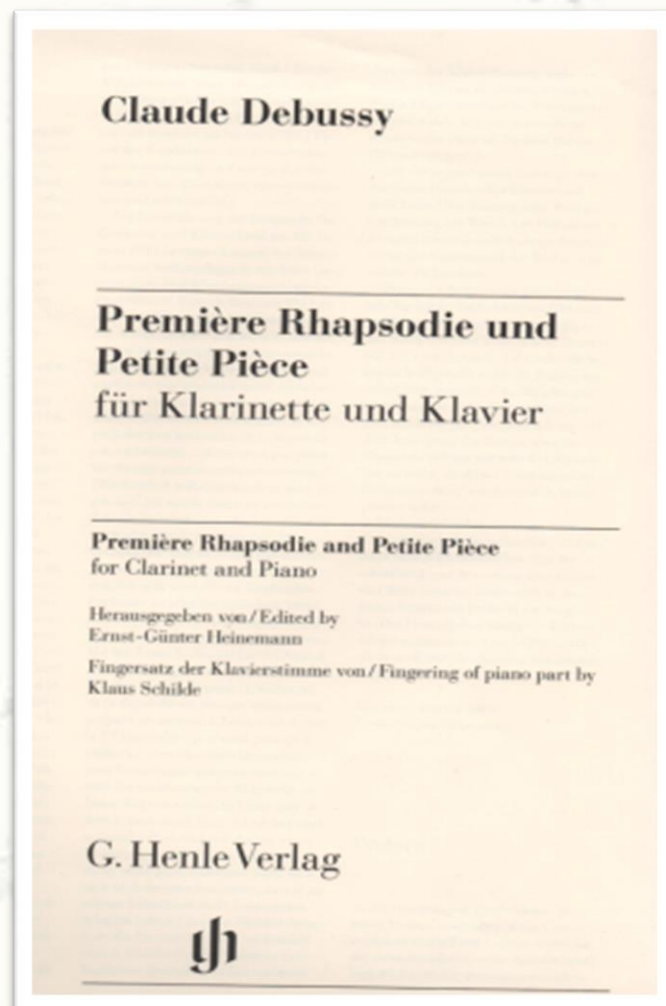 Claude Debussy
Première Rhapsodie und
Petite Pièce
für Klarinette und Klavier
Première Rhapsodie and Petite Pièce
for Clarinet and Piano
Herausgegeben von/Edited by
Ernst-Günter Heinemann
Fingersatz der Klavierstimme von/Fingering of piano part by
Klaus Schilde
G. Henle Verlag